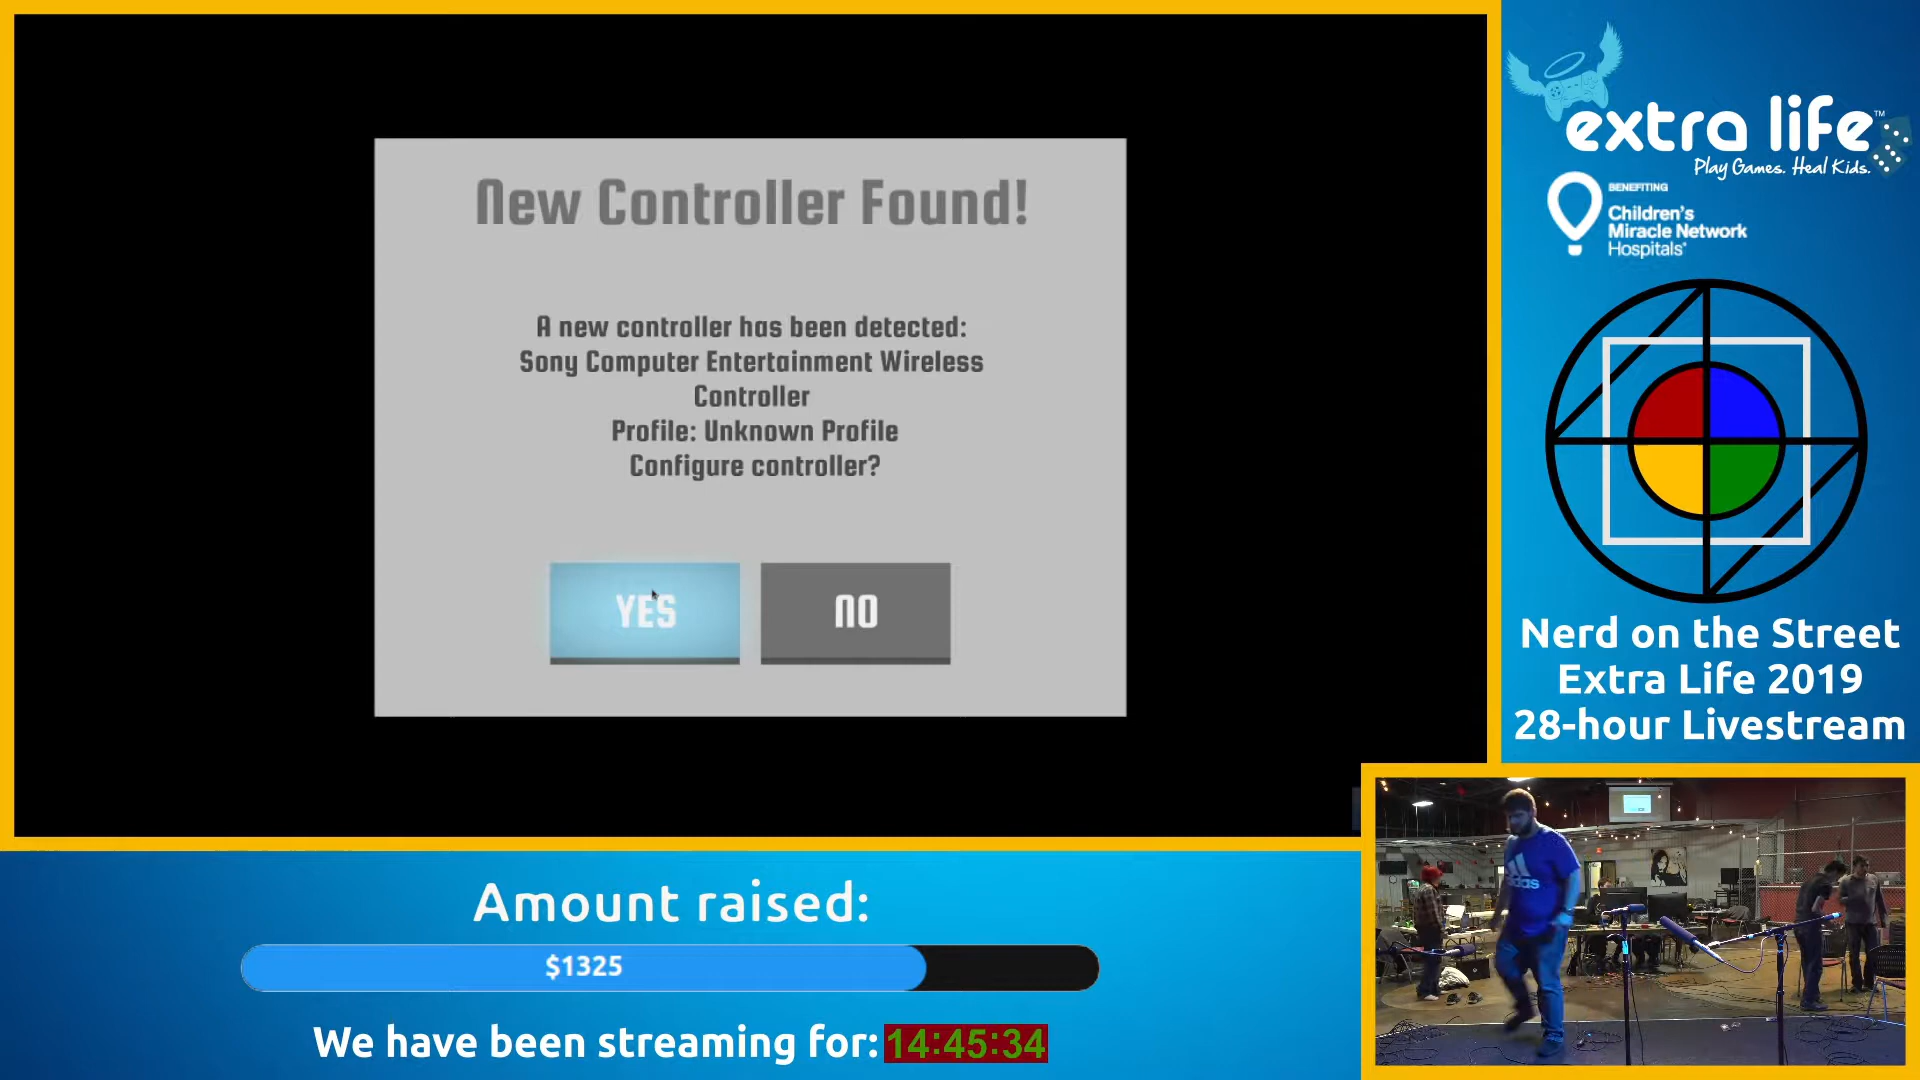 New Controller Found!
A new controller has been detected:
Sony Computer Entertainment Wireless
Controller
Profile: Unknown Profile
Configure controller?
YES
NO
extra life™
Play Games. Heal Kids.
BENEFITING
Children's
Miracle Network
Hospitals
Nerd on the Street
Extra Life 2019
28-hour Livestream
adidas
Amount raised:
$1325
We have been streaming for: 14:45:34